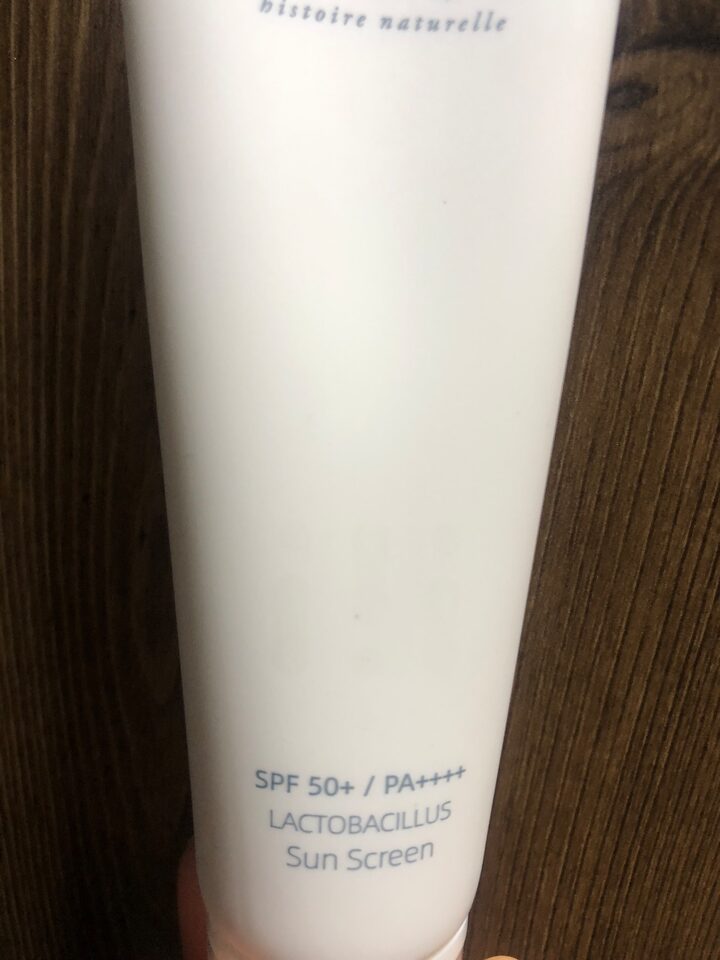 histoire naturelle
SPF 50+ / PA++++
LACTOBACILLUS
Sun Screen